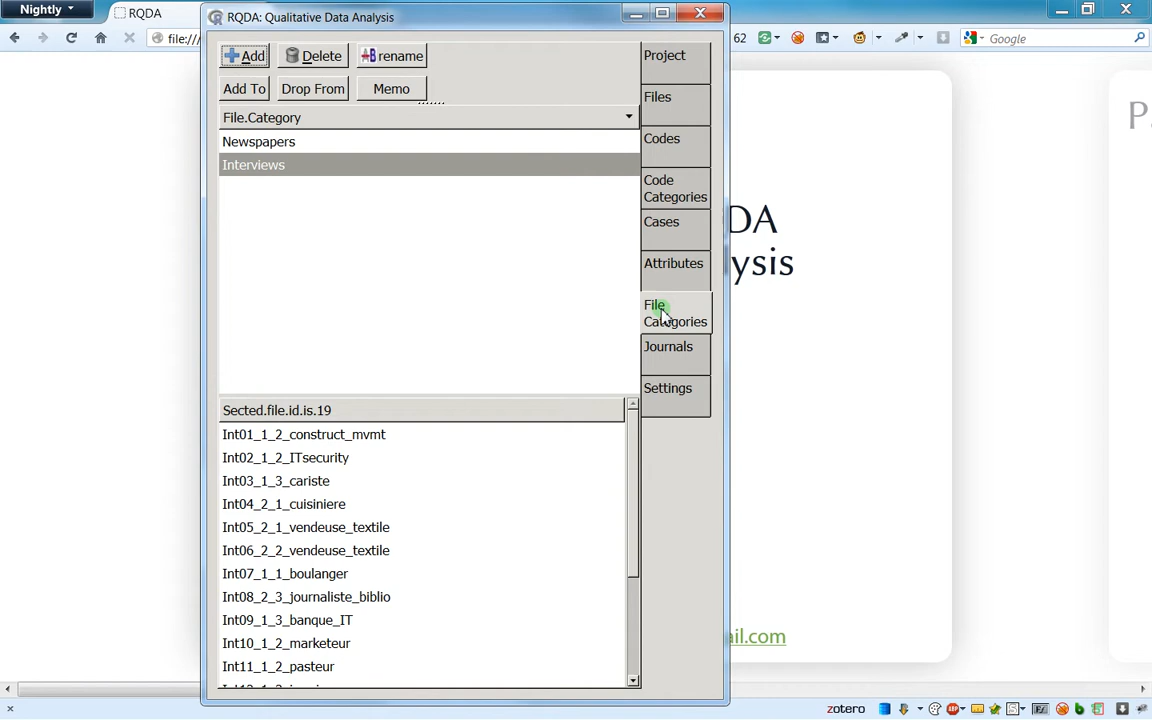 Nightly
RQDA
RQDA: Qualitative Data Analysis
file:///
62
Google
Add
Delete
rename
Add To
Drop From
Memo
File.Category
Newspapers
Interviews
Project
Files
Codes
Code
Categories
Cases
Attributes
File
Categories
Journals
Settings
Sected.file.id.is.19
Int01_1_2_construct_mvmt
Int02_1_2_ITsecurity
Int03_1_3_cariste
Int04_2_1_cuisiniere
Int05_2_1_vendeuse_textile
Int06_2_2_vendeuse_textile
Int07_1_1_boulanger
Int08_2_3_journaliste_biblio
Int09_1_3_banque_IT
Int10_1_2_marketeur
Int11_1_2_pasteur
DA
ysis
ail.com
P
zotero